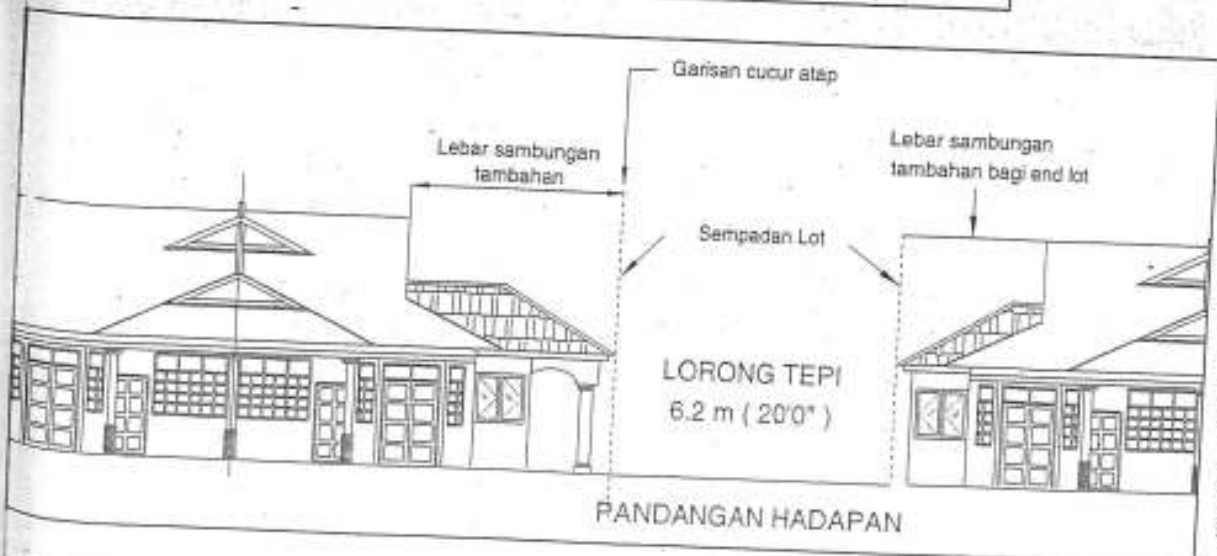 Garisan cucur atap
Lebar sambungan
tambahan
Lebar sambungan
tambahan bagi end lot
Sempadan Lot
LORONG TEPI
6.2 m ( 20'0" )
PANDANGAN HADAPAN